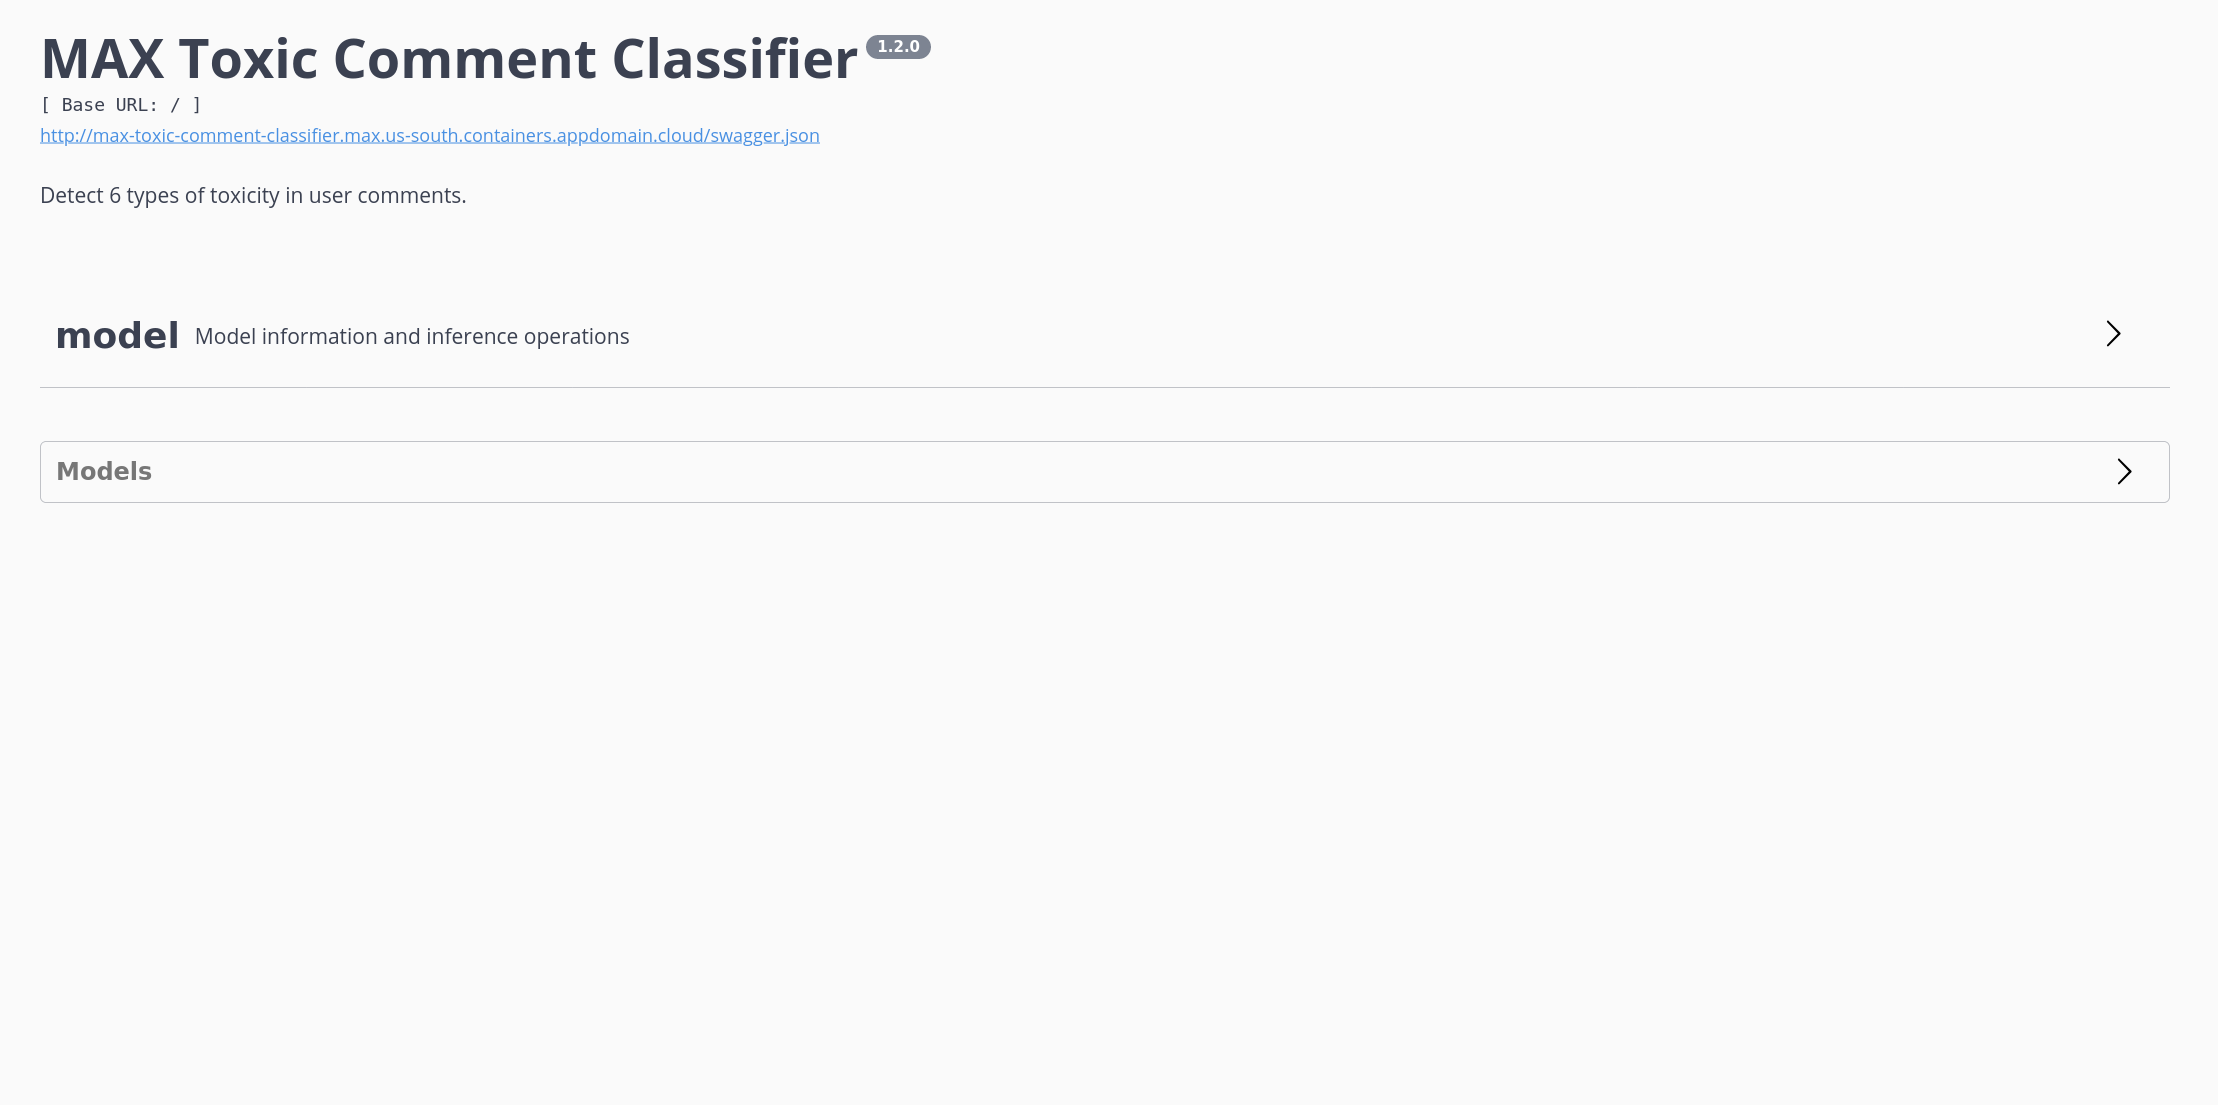 MAX Toxic Comment Classifier 1.2.0
[ Base URL: / ]
http://max-toxic-comment-classifier.max.us-south.containers.appdomain.cloud/swagger.json
Detect 6 types of toxicity in user comments.
model Model information and inference operations
Models